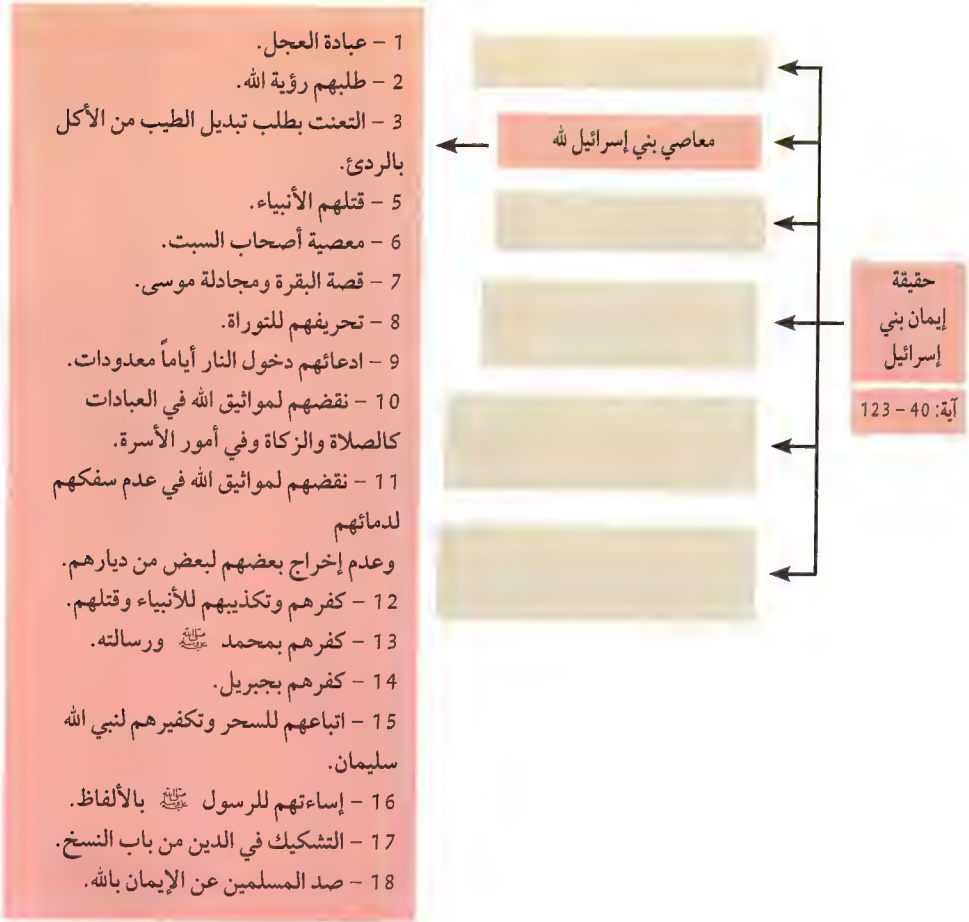 حقيقة
إيمان بني
إسرائيل
آية: 40 – 123
معاصي بني إسرائيل لله
1 – عبادة العجل.
2 – طلبهم رؤية الله.
3 – التعنت بطلب تبديل الطيب من الأكل
بالردئ.
5 – قتلهم الأنبياء.
6 – معصية أصحاب السبت.
7 – قصة البقرة ومجادلة موسى.
8 – تحريفهم للتوراة.
9 – ادعائهم دخول النار أياماً معدودات.
10 – نقضهم لمواثيق الله في العبادات
كالصلاة والزكاة وفي أمور الأسرة.
11 – نقضهم لمواثيق الله في عدم سفكهم
لدمائهم
وعدم إخراج بعضهم لبعض من ديارهم.
12 – كفرهم وتكذيبهم للأنبياء وقتلهم.
13 – كفرهم بمحمد ﷺ ورسالته.
14 – كفرهم بجبريل.
15 – اتباعهم للسحر وتكفيرهم لنبي الله
سليمان.
16 – إساءتهم للرسول ﷺ بالألفاظ.
17 – التشكيك في الدين من باب النسخ.
18 – صد المسلمين عن الإيمان بالله.